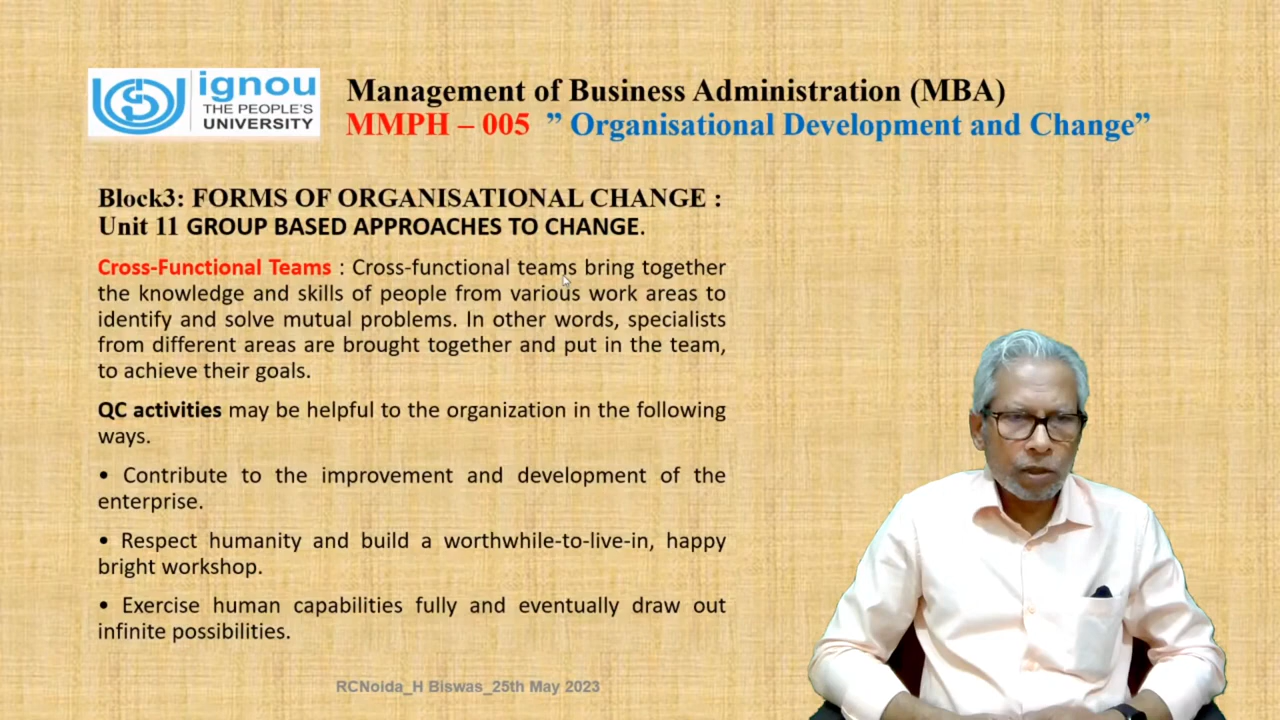 ignou
THE PEOPLE'S
UNIVERSITY
Management of Business Administration (MBA)
MMPH – 005 ” Organisational Development and Change”
Block3: FORMS OF ORGANISATIONAL CHANGE :
Unit 11 GROUP BASED APPROACHES TO CHANGE.
Cross-Functional Teams : Cross-functional teams bring together
the knowledge and skills of people from various work areas to
identify and solve mutual problems. In other words, specialists
from different areas are brought together and put in the team,
to achieve their goals.
QC activities may be helpful to the organization in the following
ways.
• Contribute to the improvement and development of the
enterprise.
• Respect humanity and build a worthwhile-to-live-in, happy
bright workshop.
• Exercise human capabilities fully and eventually draw out
infinite possibilities.
RCNoida_H Biswas_25th May 2023